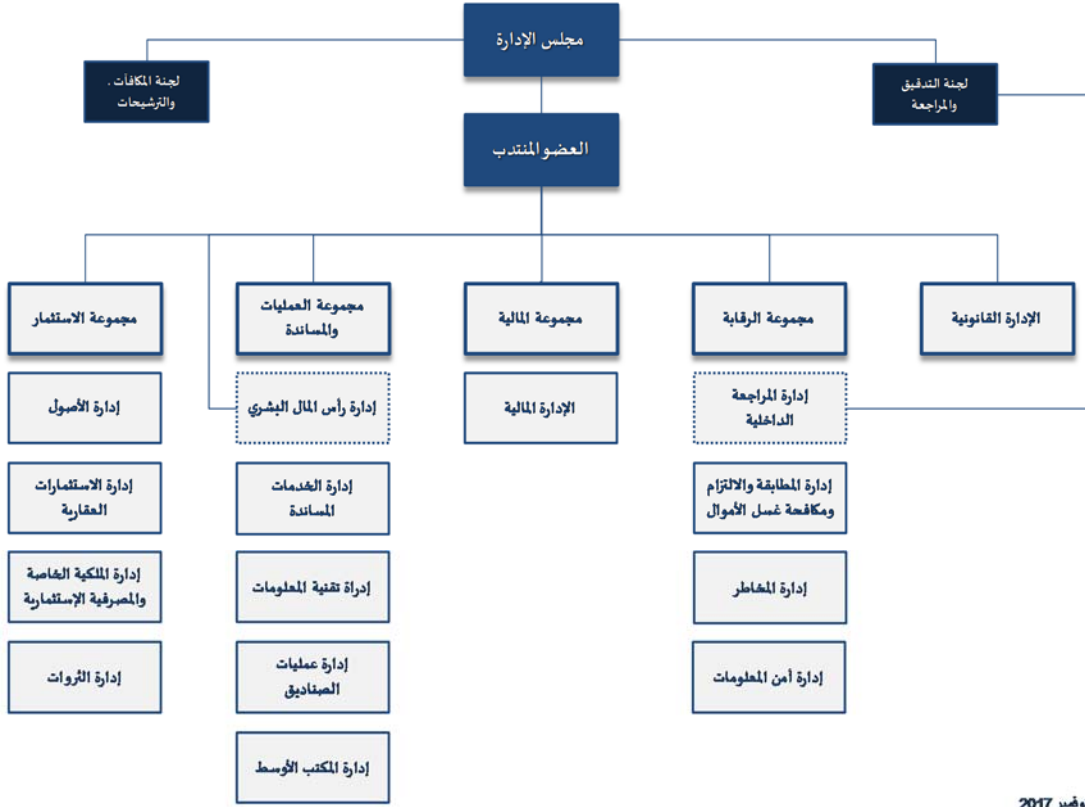 مجلس الإدارة
لجنة التدقيق
والمراجعة
لجنة المكافآت .
والترشيحات
العضو المنتدب
الإدارة القانونية
مجموعة الرقابة
مجموعة المالية
مجموعة العمليات
والمساندة
مجموعة الاستثمار
إدارة المراجعة
الداخلية
الإدارة المالية
إدارة رأس المال البشري
إدارة الأصول
إدارة المطابقة والالتزام
ومكافحة غسل الأموال
إدارة الخدمات
المساندة
إدارة الاستثمارات
العقارية
إدارة المخاطر
إدراة تقنية المعلومات
إدارة الملكية الخاصة
والمصرفية الإستثمارية
إدارة أمن المعلومات
إدارة عمليات
الصناديق
إدارة الثروات
إدارة المكتب الأوسط
2017